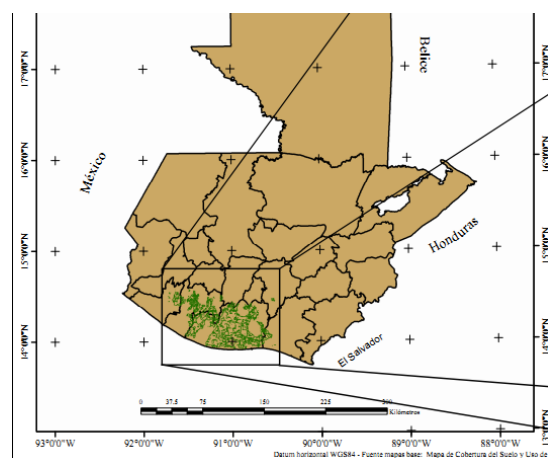 17°0'0"N
Belice
16°0'0"N
México
Honduras
15°0'0"N
El Salvador
14°0'0"N
0 37.5 75 150 225 300
Kilómetros
93°0'0"W 92°0'0"W 91°0'0"W 90°0'0"W 89°0'0"W 88°0'0"W
Datum horizontal WGS84 - Fuente mapas base: Mapa de Cobertura del Suelo y Uso de